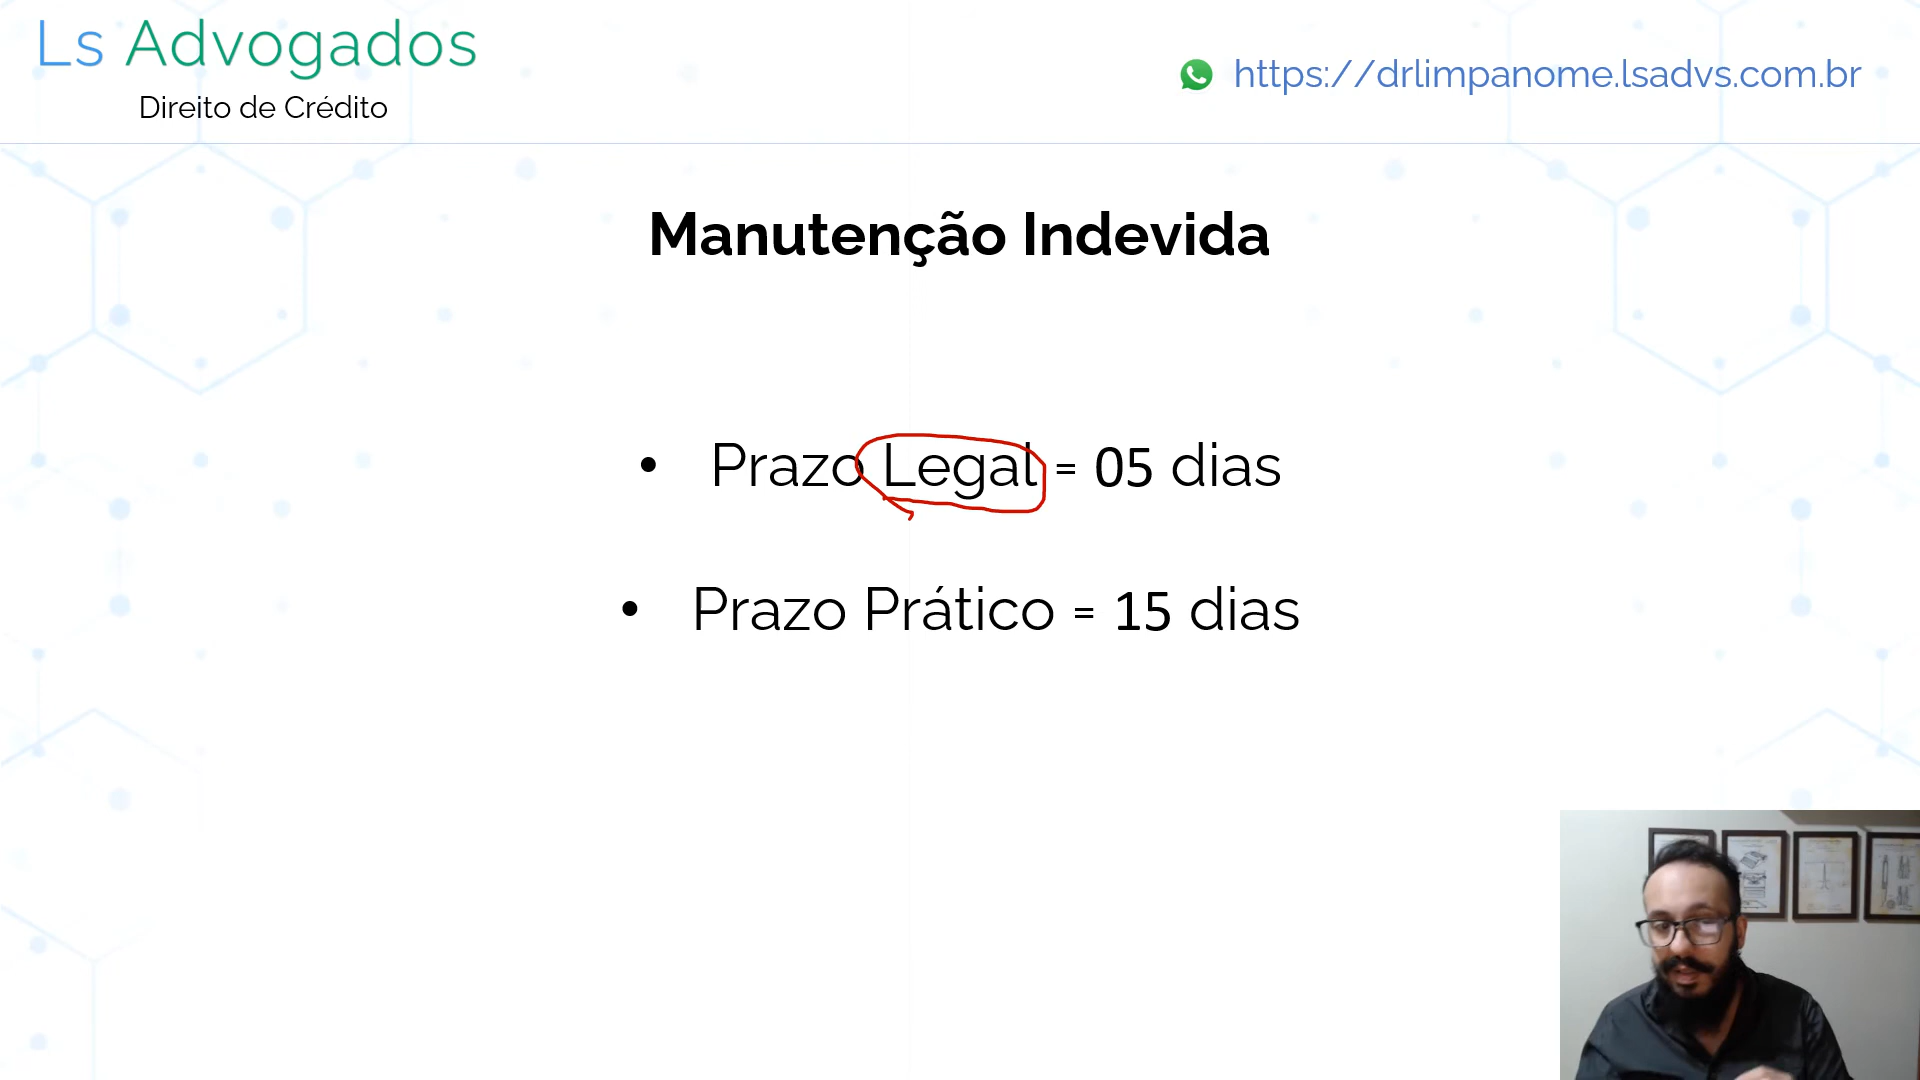 Ls Advogados
Direito de Crédito
https://drlimpanome.lsadvs.com.br
Manutenção Indevida
• Prazo Legal = 05 dias
• Prazo Prático = 15 dias